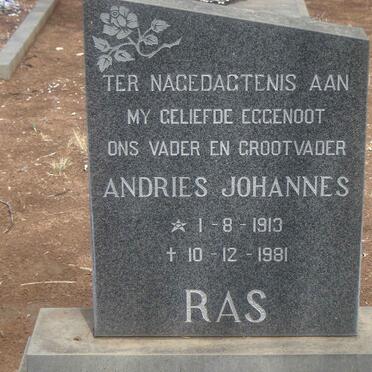 TER NAGEDAGTENIS AAN
MY GELIEFDE EGGENOOT
ONS VADER EN GROOTVADER
ANDRIES JOHANNES
☆ 1-8-1913
† 10-12-1981
RAS